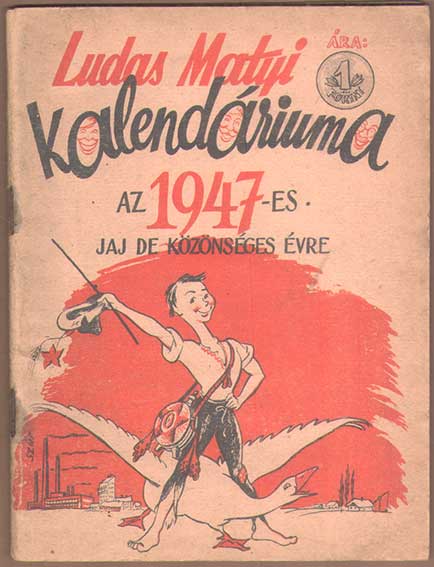 Ludas Matyi
ÁRA:
1
FORINT
Kalendáriuma
AZ 1947-ES.
JAJ DE KÖZÖNSÉGES ÉVRE